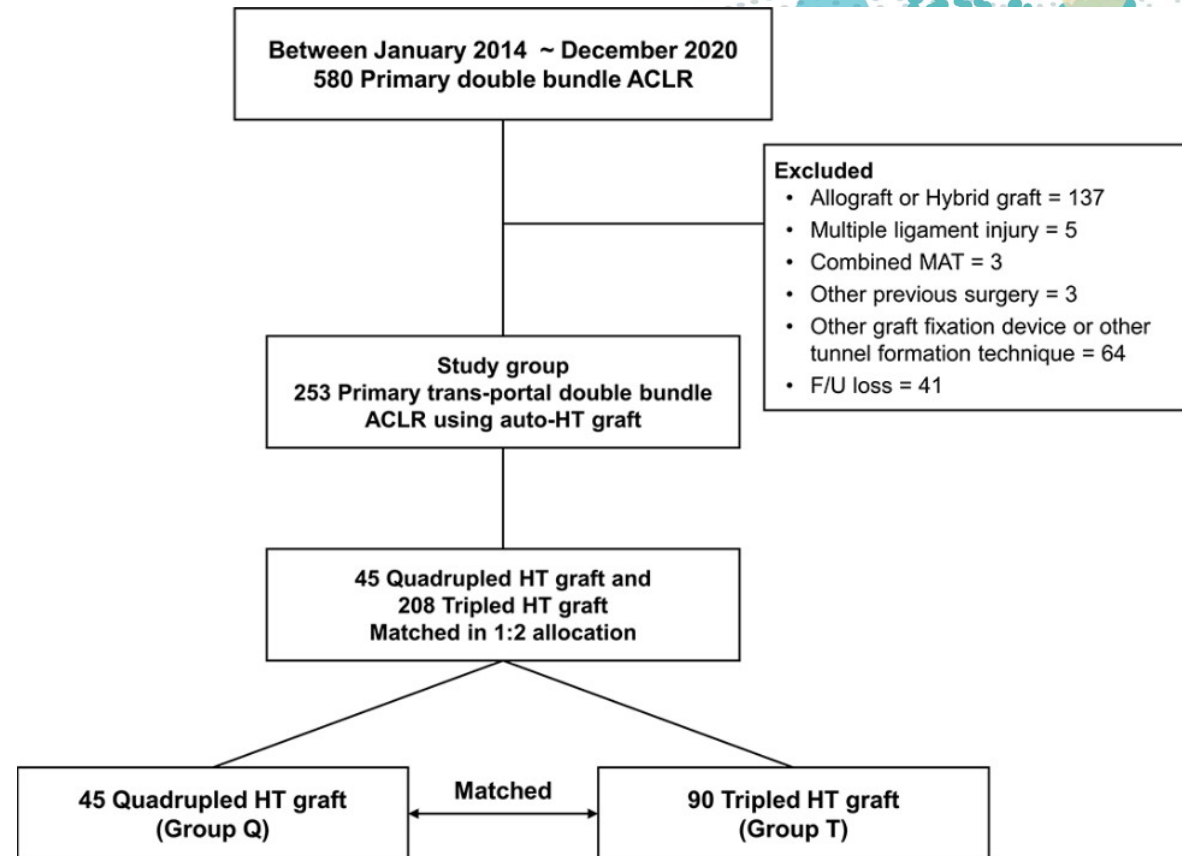 Between January 2014 ~ December 2020
580 Primary double bundle ACLR
Excluded
• Allograft or Hybrid graft = 137
• Multiple ligament injury = 5
• Combined MAT = 3
• Other previous surgery = 3
• Other graft fixation device or other
tunnel formation technique = 64
• F/U loss = 41
Study group
253 Primary trans-portal double bundle
ACLR using auto-HT graft
45 Quadrupled HT graft and
208 Tripled HT graft
Matched in 1:2 allocation
45 Quadrupled HT graft
(Group Q)
Matched
90 Tripled HT graft
(Group T)